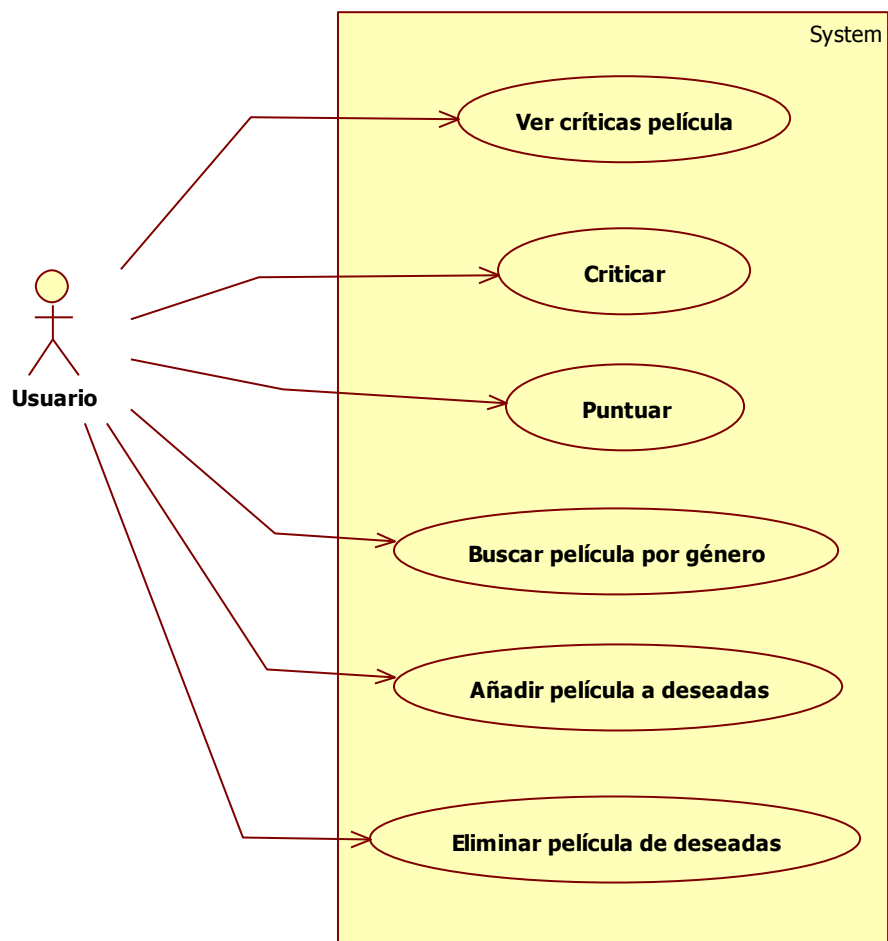 System
Ver críticas película
Criticar
Usuario
Puntuar
Buscar película por género
Añadir película a deseadas
Eliminar película de deseadas